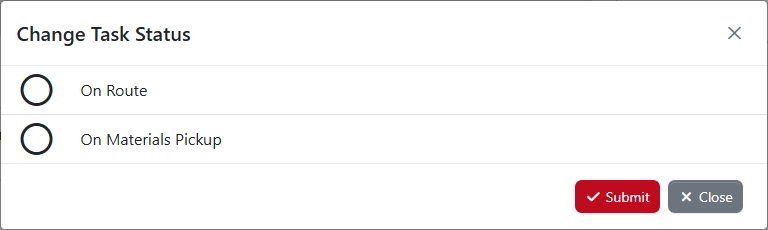 Change Task Status
On Route
On Materials Pickup
Submit
Close